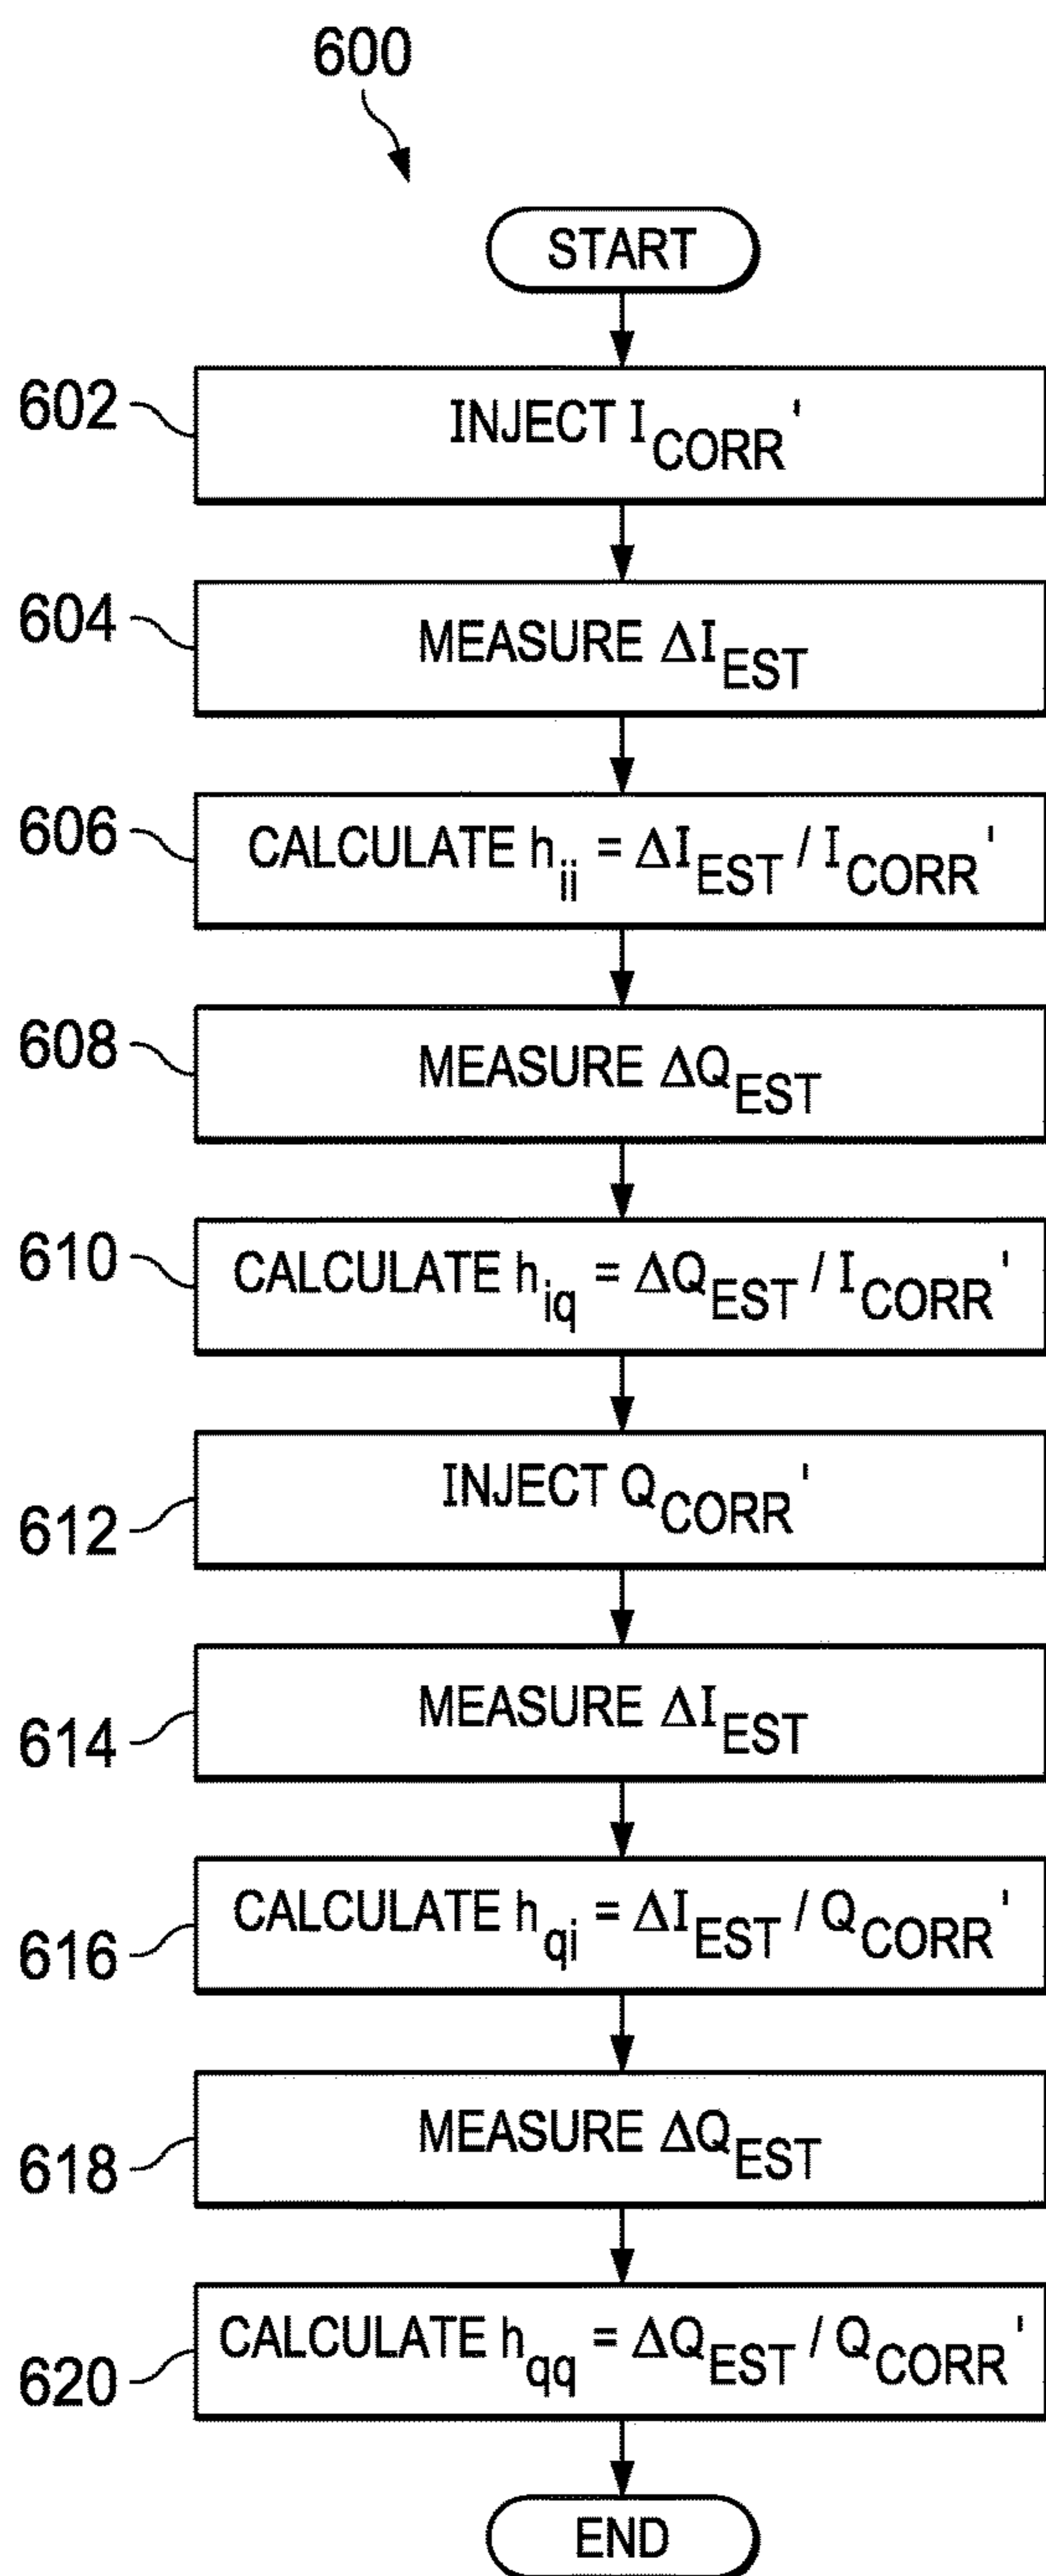 600
START
602
INJECT I_CORR'
604
MEASURE ΔI_EST
606
CALCULATE h_ii = ΔI_EST / I_CORR'
608
MEASURE ΔQ_EST
610
CALCULATE h_iq = ΔQ_EST / I_CORR'
612
INJECT Q_CORR'
614
MEASURE ΔI_EST
616
CALCULATE h_qi = ΔI_EST / Q_CORR'
618
MEASURE ΔQ_EST
620
CALCULATE h_qq = ΔQ_EST / Q_CORR'
END